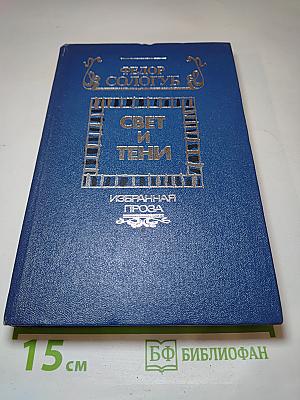 ФЕДОР
СОЛОГУБ
СВЕТ
И
ТЕНИ
ИЗБРАННАЯ
ПРОЗА
15 см
БФ БИБЛИОФАН